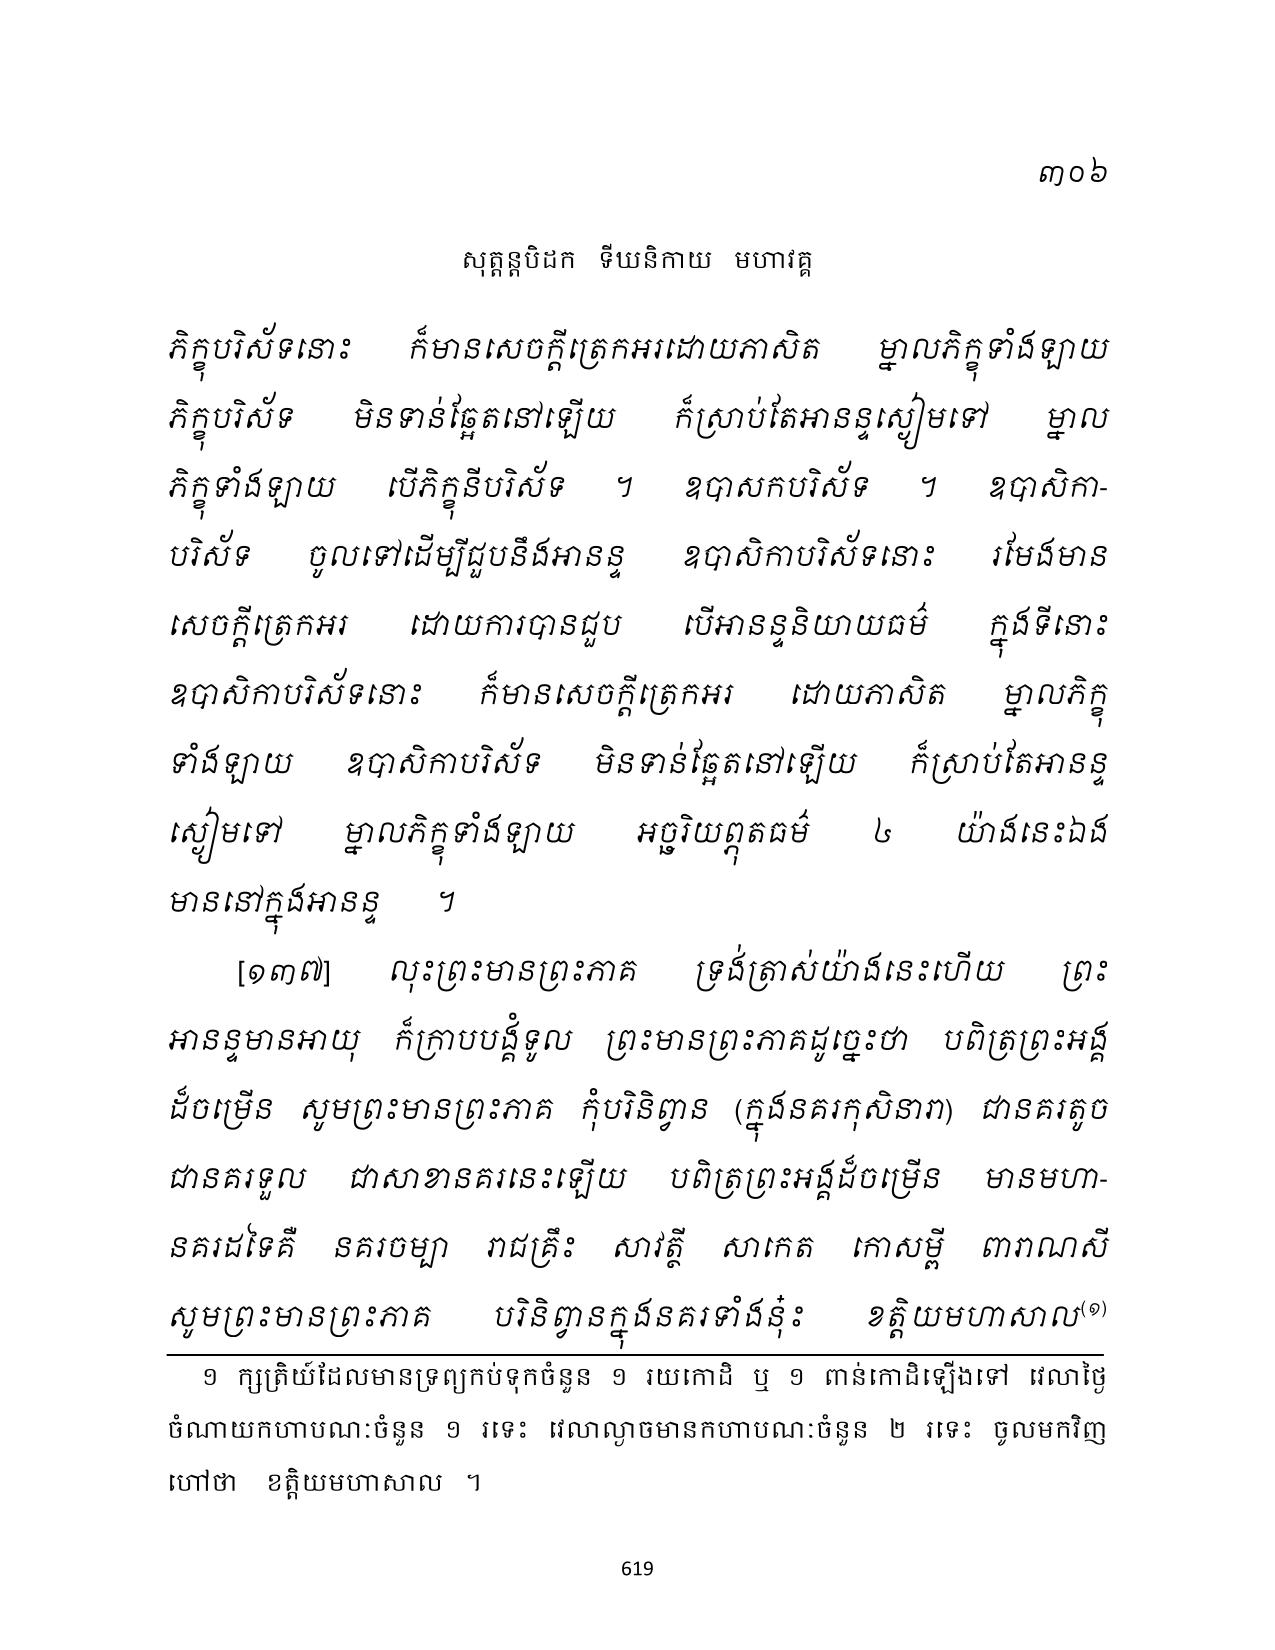 ៣០៦
សុត្តន្តបិដក ទីឃនិកាយ មហាវគ្គ
ភិក្ខុបរិស័ទនោះ ក៏មានសេចក្តីត្រេកអរដោយភាសិត ម្នាលភិក្ខុទាំងឡាយ
ភិក្ខុបរិស័ទ មិនទាន់ឆ្អែតនៅឡើយ ក៏ស្រាប់តែអានន្ទស្ងៀមទៅ ម្នាល
ភិក្ខុទាំងឡាយ បើភិក្ខុនីបរិស័ទ ។ ឧបាសកបរិស័ទ ។ ឧបាសិកា-
បរិស័ទ ចូលទៅដើម្បីជួបនឹងអានន្ទ ឧបាសិកាបរិស័ទនោះ រមែងមាន
សេចក្តីត្រេកអរ ដោយការបានជួប បើអានន្ទនិយាយធម៌ ក្នុងទីនោះ
ឧបាសិកាបរិស័ទនោះ ក៏មានសេចក្តីត្រេកអរ ដោយភាសិត ម្នាលភិក្ខុ
ទាំងឡាយ ឧបាសិកាបរិស័ទ មិនទាន់ឆ្អែតនៅឡើយ ក៏ស្រាប់តែអានន្ទ
ស្ងៀមទៅ ម្នាលភិក្ខុទាំងឡាយ អច្ឆរិយព្ភុតធម៌ ៤ យ៉ាងនេះឯង
មាននៅក្នុងអានន្ទ ។
[១៣៧] លុះព្រះមានព្រះភាគ ទ្រង់ត្រាស់យ៉ាងនេះហើយ ព្រះ
អានន្ទមានអាយុ ក៏ក្រាបបង្គំទូល ព្រះមានព្រះភាគដូច្នេះថា បពិត្រព្រះអង្គ
ដ៏ចម្រើន សូមព្រះមានព្រះភាគ កុំបរិនិព្វាន (ក្នុងនគរកុសិនារា) ជានគរតូច
ជានគរទួល ជាសាខានគរនេះឡើយ បពិត្រព្រះអង្គដ៏ចម្រើន មានមហា-
នគរដទៃគឺ នគរចម្បា រាជគ្រឹះ សាវត្ថី សាកេត កោសម្ពី ពារាណសី
សូមព្រះមានព្រះភាគ បរិនិព្វានក្នុងនគរទាំងនុ៎ះ ខត្តិយមហាសាល(១)
១ ក្សត្រិយ៍ដែលមានទ្រព្យកប់ទុកចំនួន ១ រយកោដិ ឬ ១ ពាន់កោដិឡើងទៅ វេលាថ្ងៃ
ចំណាយកហាបណៈចំនួន ១ រទេះ វេលាល្ងាចមានកហាបណៈចំនួន ២ រទេះ ចូលមកវិញ
ហៅថា ខត្តិយមហាសាល ។
619